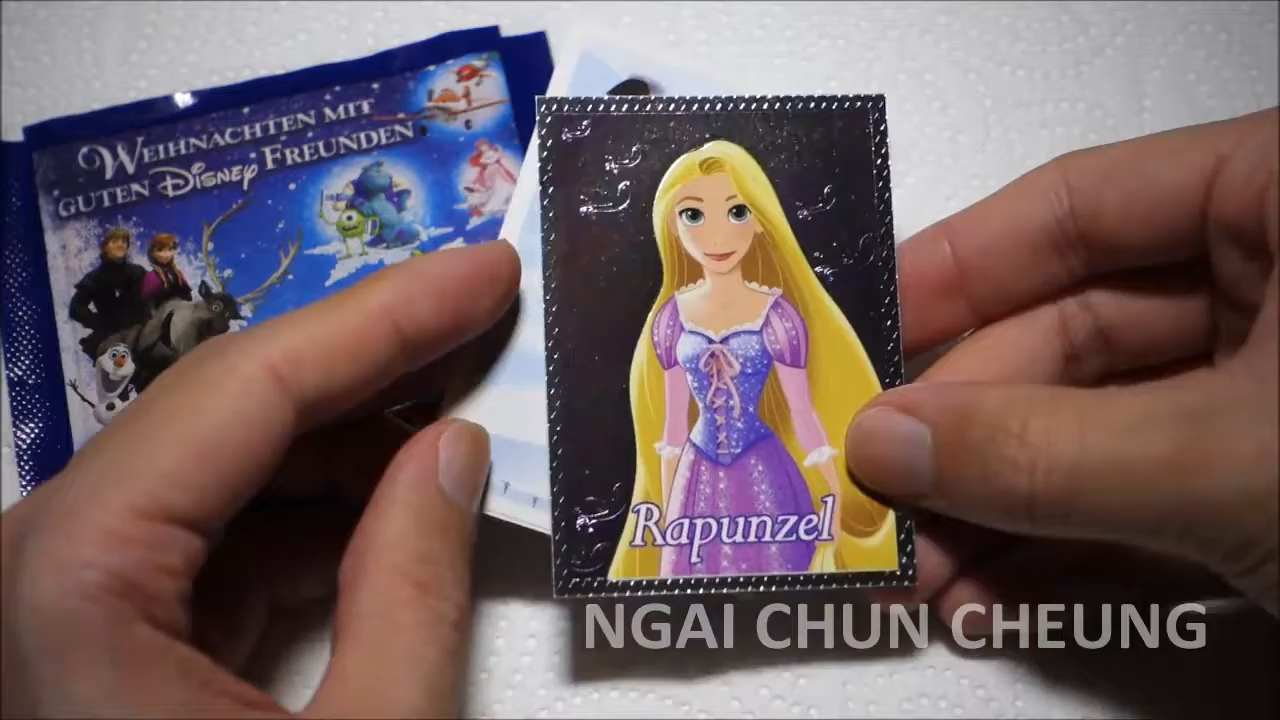 WEIHNACHTEN MIT
GUTEN Disney FREUNDEN
Rapunzel
NGAI CHUN CHEUNG